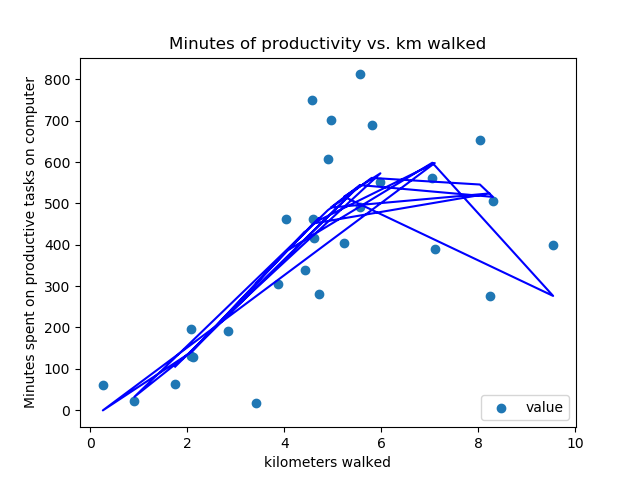 Minutes of productivity vs. km walked
Minutes spent on productive tasks on computer
800
700
600
500
400
300
200
100
0
0 2 4 6 8 10
value
kilometers walked